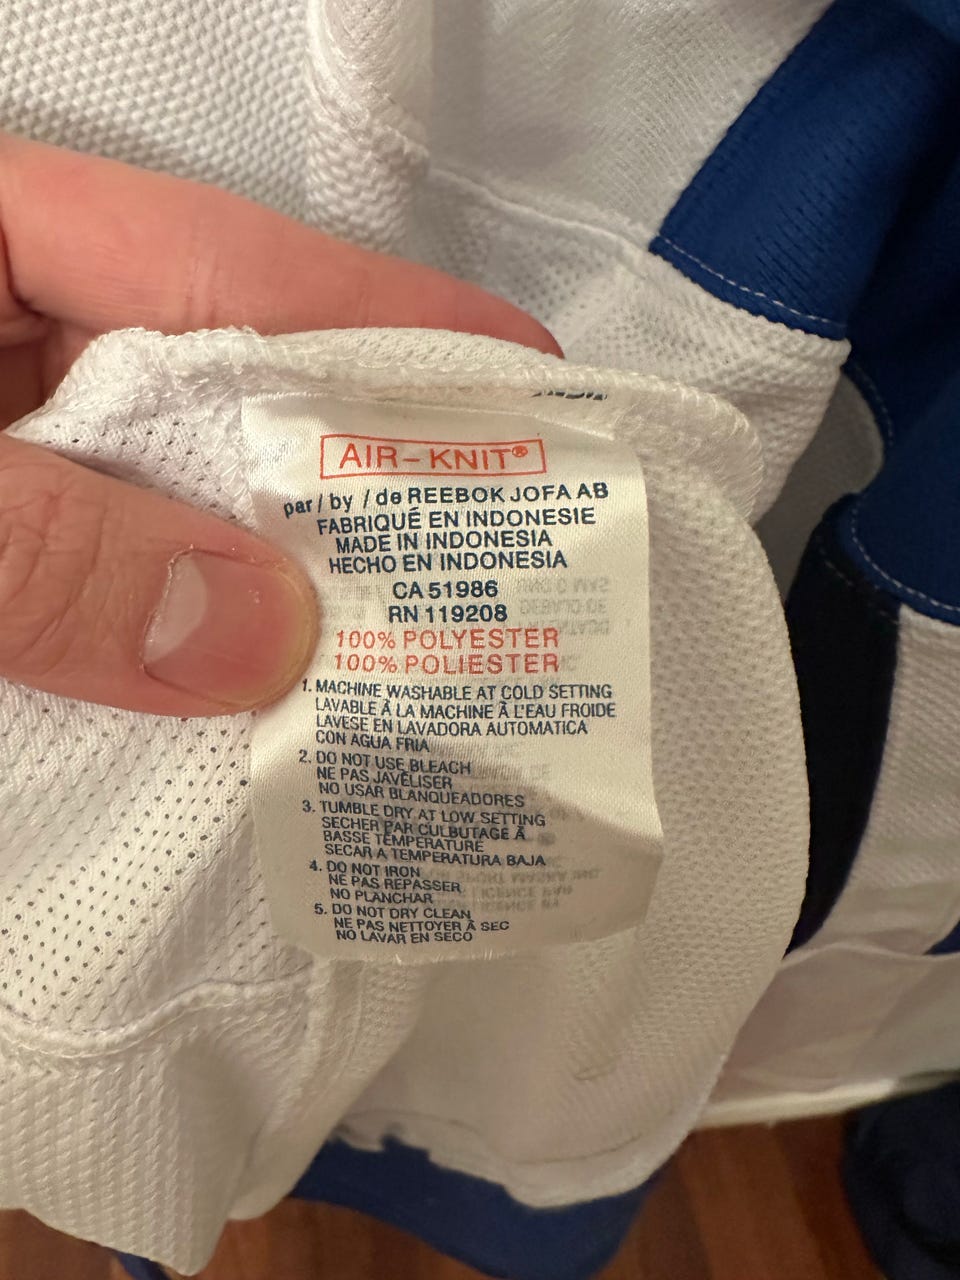 AIR-KNIT®
par / by / de REEBOK JOFA AB
FABRIQUÉ EN INDONESIE
MADE IN INDONESIA
HECHO EN INDONESIA
CA 51986
RN 119208
100% POLYESTER
100% POLIESTER
1. MACHINE WASHABLE AT COLD SETTING
LAVABLE À LA MACHINE À L'EAU FROIDE
LAVESE EN LAVADORA AUTOMATICA
CON AGUA FRIA
2. DO NOT USE BLEACH
NE PAS JAVÉLISER
NO USAR BLANQUEADORES
3. TUMBLE DRY AT LOW SETTING
SECHER PAR CULBUTAGE À
BASSE TEMPÉRATURE
SECAR A TEMPERATURA BAJA
4. DO NOT IRON
NE PAS REPASSER
NO PLANCHAR
5. DO NOT DRY CLEAN
NE PAS NETTOYER À SEC
NO LAVAR EN SECO